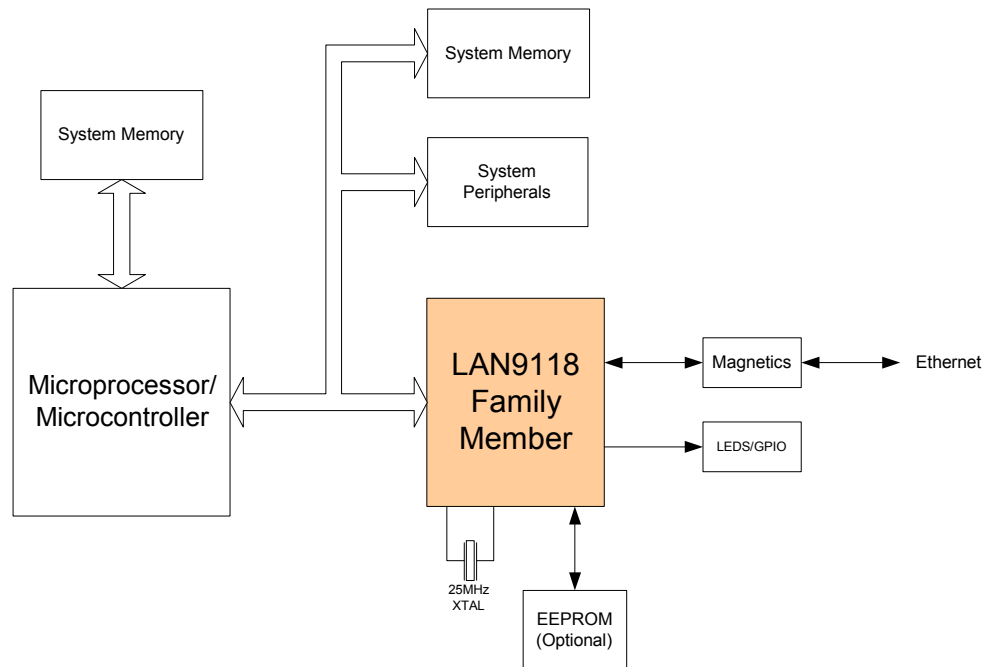 System Memory
System Memory
System
Peripherals
Microprocessor/
Microcontroller
LAN9118
Family
Member
Magnetics
Ethernet
LEDS/GPIO
25MHz
XTAL
EEPROM
(Optional)